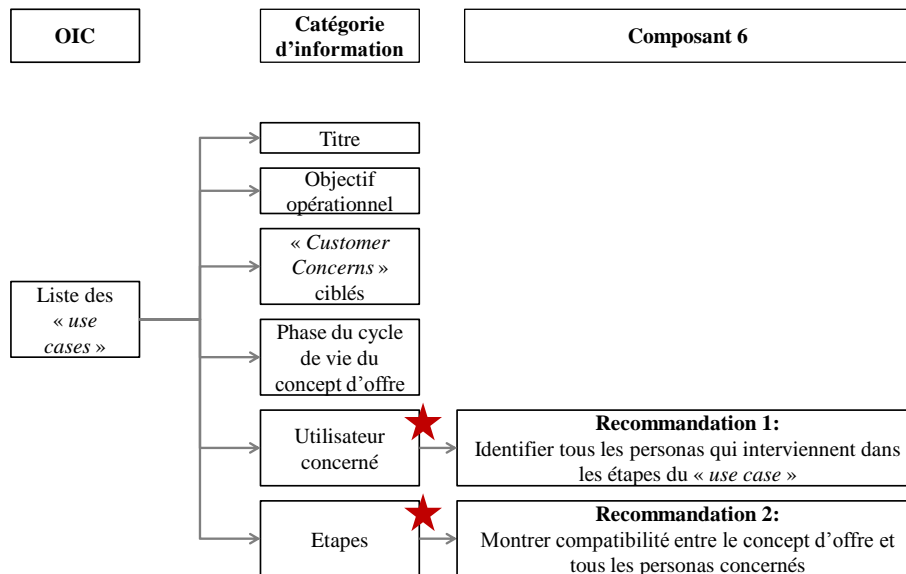 OIC
Catégorie
d’information
Composant 6
Titre
Objectif
opérationnel
« Customer
Concerns »
ciblés
Liste des
« use
cases »
Phase du cycle
de vie du
concept d’offre
Utilisateur
concerné
Recommandation 1:
Identifier tous les personas qui interviennent dans
les étapes du « use case »
Etapes
Recommandation 2:
Montrer compatibilité entre le concept d’offre et
tous les personas concernés